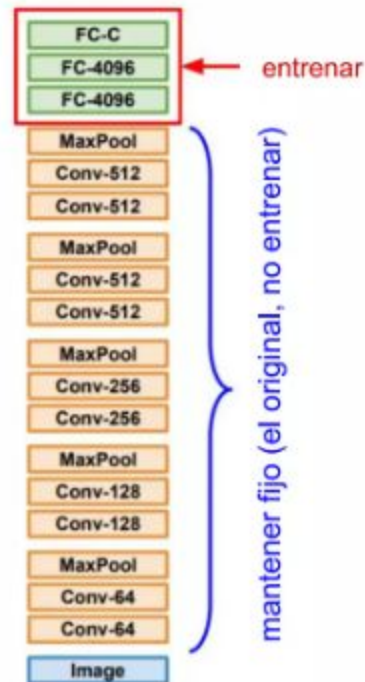 FC-C
FC-4096
FC-4096
entrenar
MaxPool
Conv-512
Conv-512
MaxPool
Conv-512
Conv-512
MaxPool
Conv-256
Conv-256
MaxPool
Conv-128
Conv-128
MaxPool
Conv-64
Conv-64
Image
mantener fijo (el original, no entrenar)